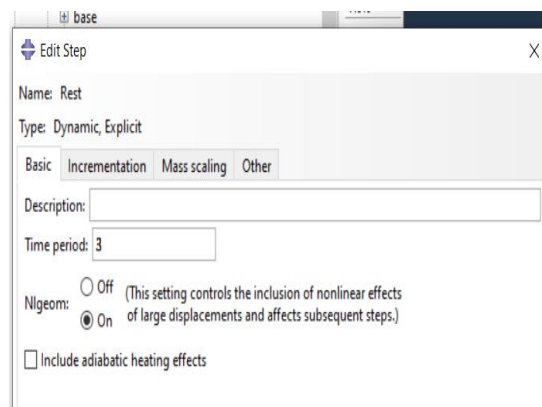 base
Edit Step
X
Name: Rest
Type: Dynamic, Explicit
Basic Incrementation Mass scaling Other
Description:
Time period: 3
Nlgeom: Off (This setting controls the inclusion of nonlinear effects
On of large displacements and affects subsequent steps.)
Include adiabatic heating effects